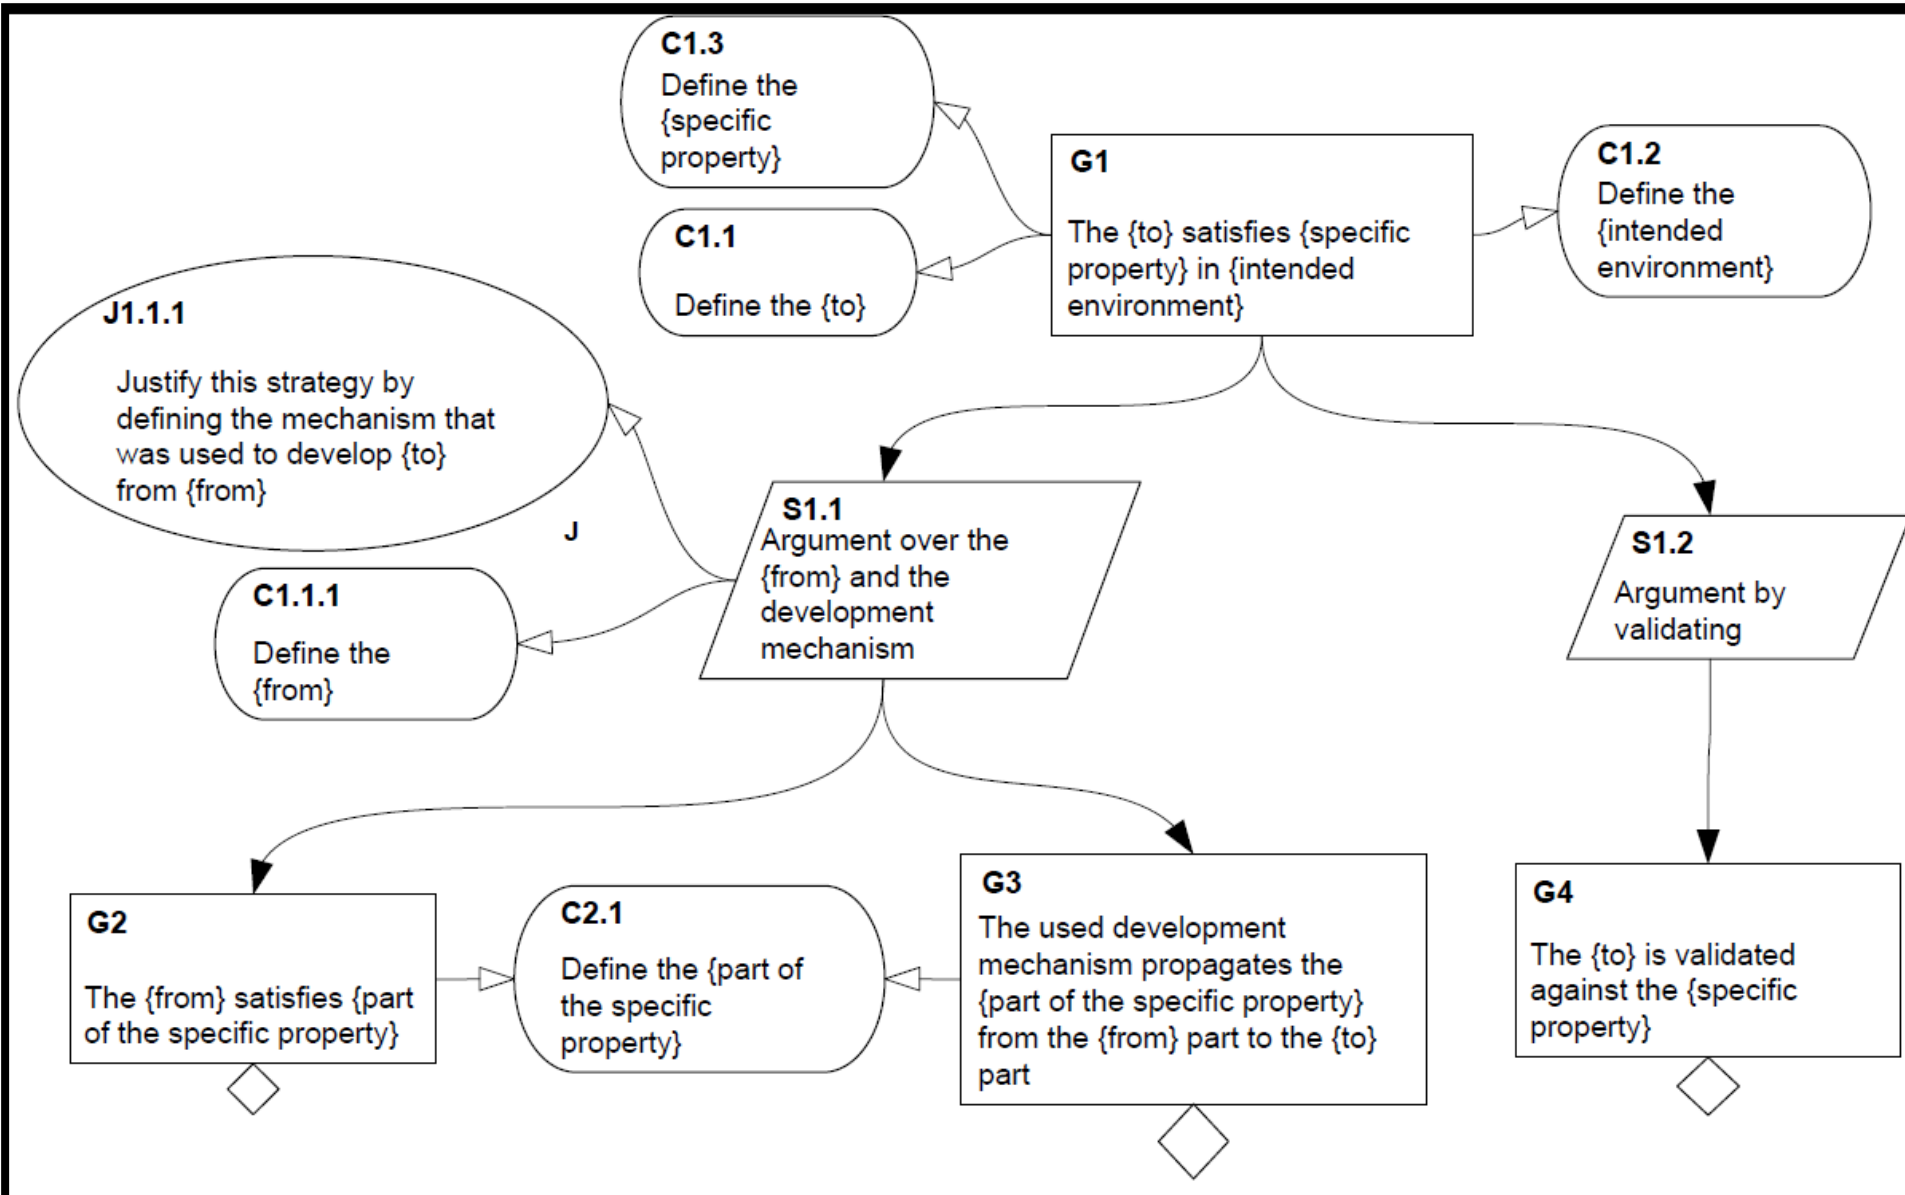 C1.3
Define the
{specific
property}
C1.2
Define the
{intended
environment}
G1
The {to} satisfies {specific
property} in {intended
environment}
C1.1
Define the {to}
J1.1.1
Justify this strategy by
defining the mechanism that
was used to develop {to}
from {from}
J
S1.1
Argument over the
{from} and the
development
mechanism
S1.2
Argument by
validating
C1.1.1
Define the
{from}
G2
The {from} satisfies {part
of the specific property}
C2.1
Define the {part of
the specific
property}
G3
The used development
mechanism propagates the
{part of the specific property}
from the {from} part to the {to}
part
G4
The {to} is validated
against the {specific
property}